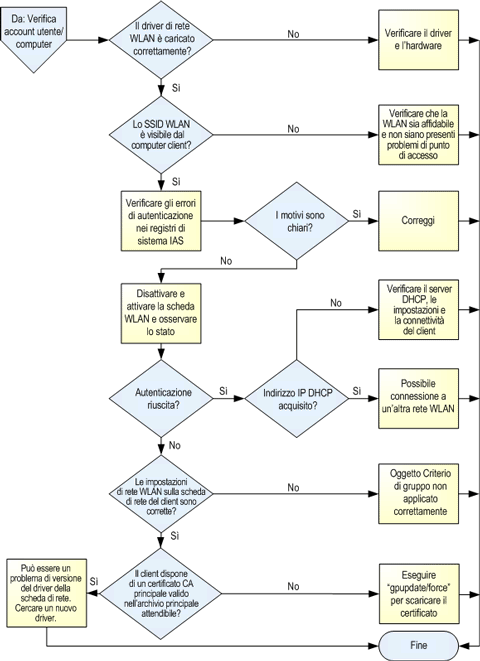 Da: Verifica
account utente/
computer
Il driver di rete
WLAN è caricato
correttamente?
No
Verificare il driver
e l'hardware
Sì
Lo SSID WLAN
è visibile dal
computer client?
No
Verificare che la
WLAN sia affidabile
e non siano presenti
problemi di punto
di accesso
Sì
Verificare gli errori
di autenticazione
nei registri di
sistema IAS
I motivi sono
chiari?
Sì
Correggi
No
Disattivare e
attivare la scheda
WLAN e osservare
lo stato
No
Verificare il server
DHCP, le
impostazioni e
la connettività
del client
Autenticazione
riuscita?
Sì
Indirizzo IP DHCP
acquisito?
Sì
Possibile
connessione a
un'altra rete WLAN
No
Le impostazioni
di rete WLAN sulla scheda
di rete del client sono
corrette?
No
Oggetto Criterio
di gruppo non
applicato
correttamente
Sì
Può essere un
problema di versione
del driver della
scheda di rete.
Cercare un nuovo
driver.
Sì
Il client dispone
di un certificato CA
principale valido
nell'archivio principale
attendibile?
No
Eseguire
"gpupdate/force"
per scaricare il
certificato
Fine